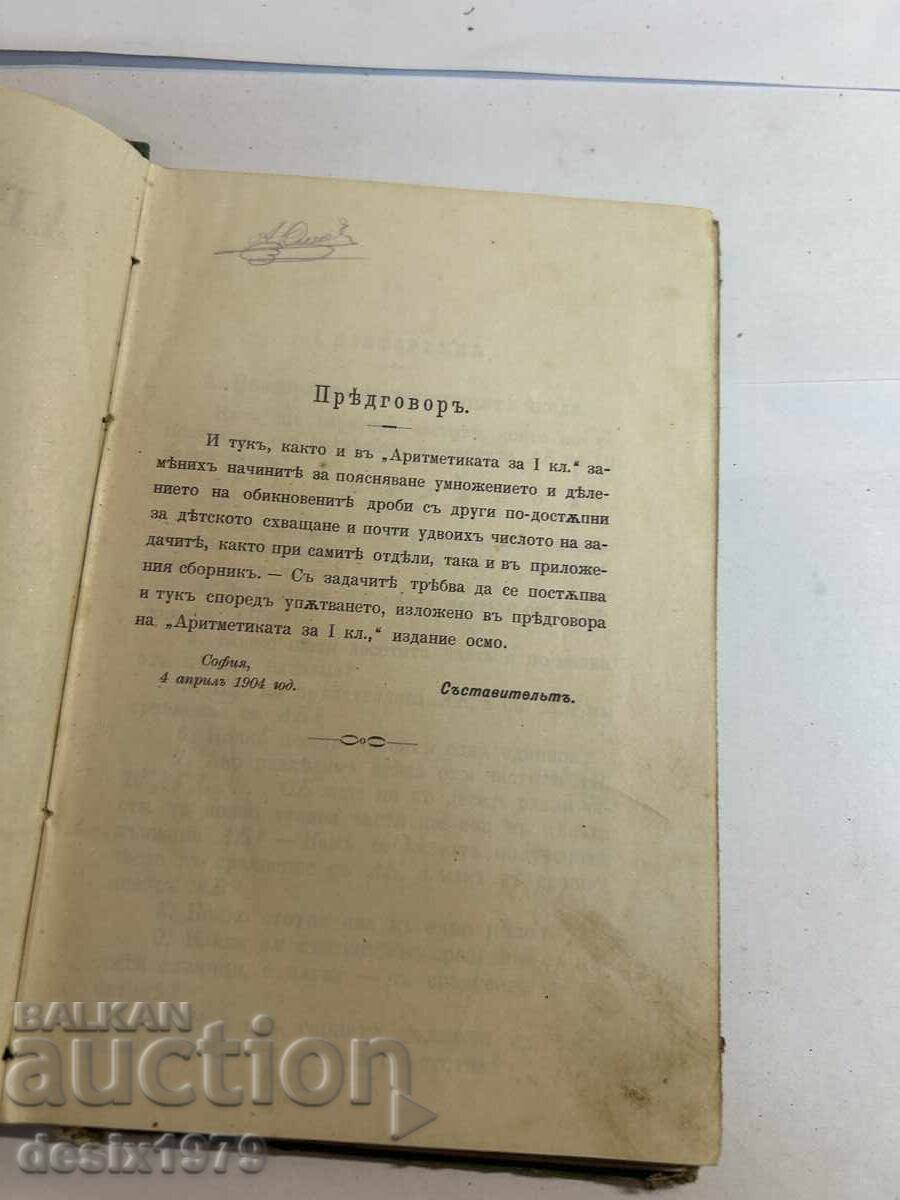 Прѣдговоръ.
И тукъ, както и въ „Аритметиката за I кл.“ за-
мѣнихъ начинитѣ за поясняване умножението и дѣле-
нието на обикновенитѣ дроби съ други по-достѫпни
за дѣтското схващане и почти удвоихъ числото на за-
дачитѣ, както при самитѣ отдѣли, така и въ приложе-
ния сборникъ. — Съ задачитѣ трѣбва да се постѫпва
и тукъ споредъ упѫтването, изложено въ прѣдговора
на „Аритметиката за I кл.,“ издание осмо.
София,
4 априлъ 1904 год.
Съставительтъ.
BALKAN
auction
desix1979